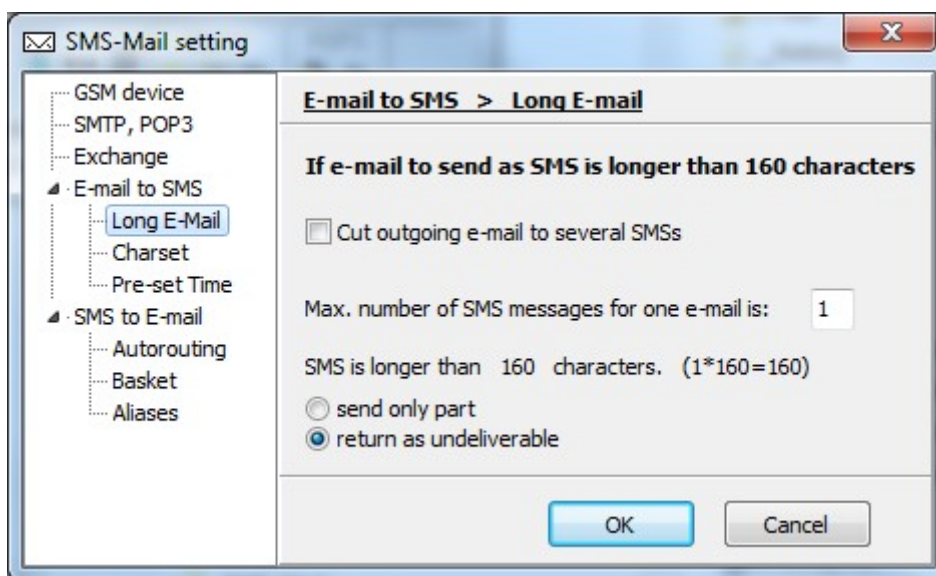 SMS-Mail setting
GSM device
SMTP, POP3
Exchange
E-mail to SMS
Long E-Mail
Charset
Pre-set Time
SMS to E-mail
Autorouting
Basket
Aliases
E-mail to SMS > Long E-mail
If e-mail to send as SMS is longer than 160 characters
Cut outgoing e-mail to several SMSs
Max. number of SMS messages for one e-mail is: 1
SMS is longer than 160 characters. (1*160=160)
send only part
return as undeliverable
OK Cancel